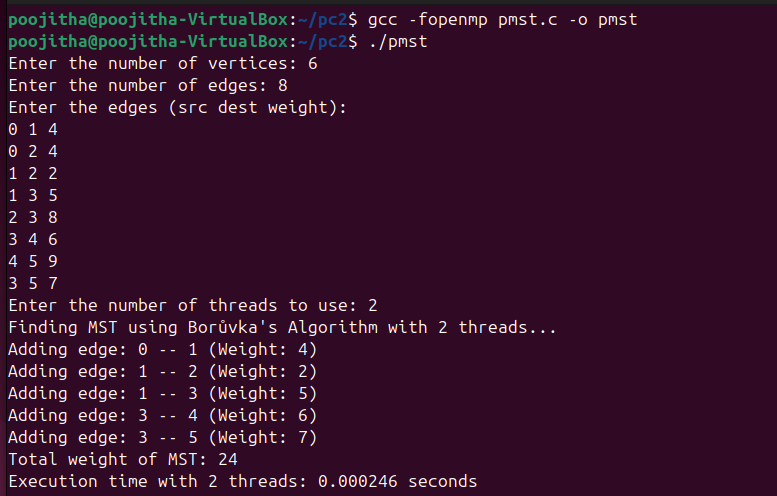 poojitha@poojitha-VirtualBox:~/pc2$ gcc -fopenmp pmst.c -o pmst
poojitha@poojitha-VirtualBox:~/pc2$ ./pmst
Enter the number of vertices: 6
Enter the number of edges: 8
Enter the edges (src dest weight):
0 1 4
0 2 4
1 2 2
1 3 5
2 3 8
3 4 6
4 5 9
3 5 7
Enter the number of threads to use: 2
Finding MST using Borůvka's Algorithm with 2 threads...
Adding edge: 0 -- 1 (Weight: 4)
Adding edge: 1 -- 2 (Weight: 2)
Adding edge: 1 -- 3 (Weight: 5)
Adding edge: 3 -- 4 (Weight: 6)
Adding edge: 3 -- 5 (Weight: 7)
Total weight of MST: 24
Execution time with 2 threads: 0.000246 seconds